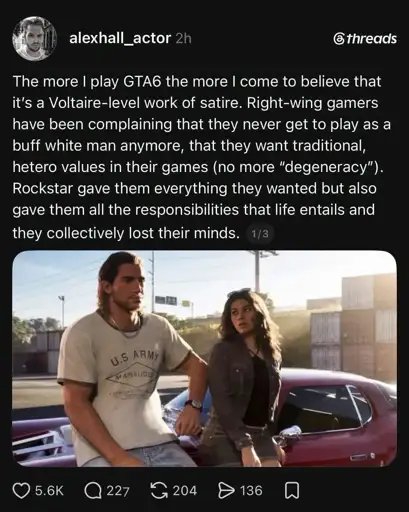 alexhall_actor 2h
threads
The more I play GTA6 the more I come to believe that
it's a Voltaire-level work of satire. Right-wing gamers
have been complaining that they never get to play as a
buff white man anymore, that they want traditional,
hetero values in their games (no more “degeneracy”).
Rockstar gave them everything they wanted but also
gave them all the responsibilities that life entails and
they collectively lost their minds. 1/3
U.S ARMY
5.6K 227 204 136